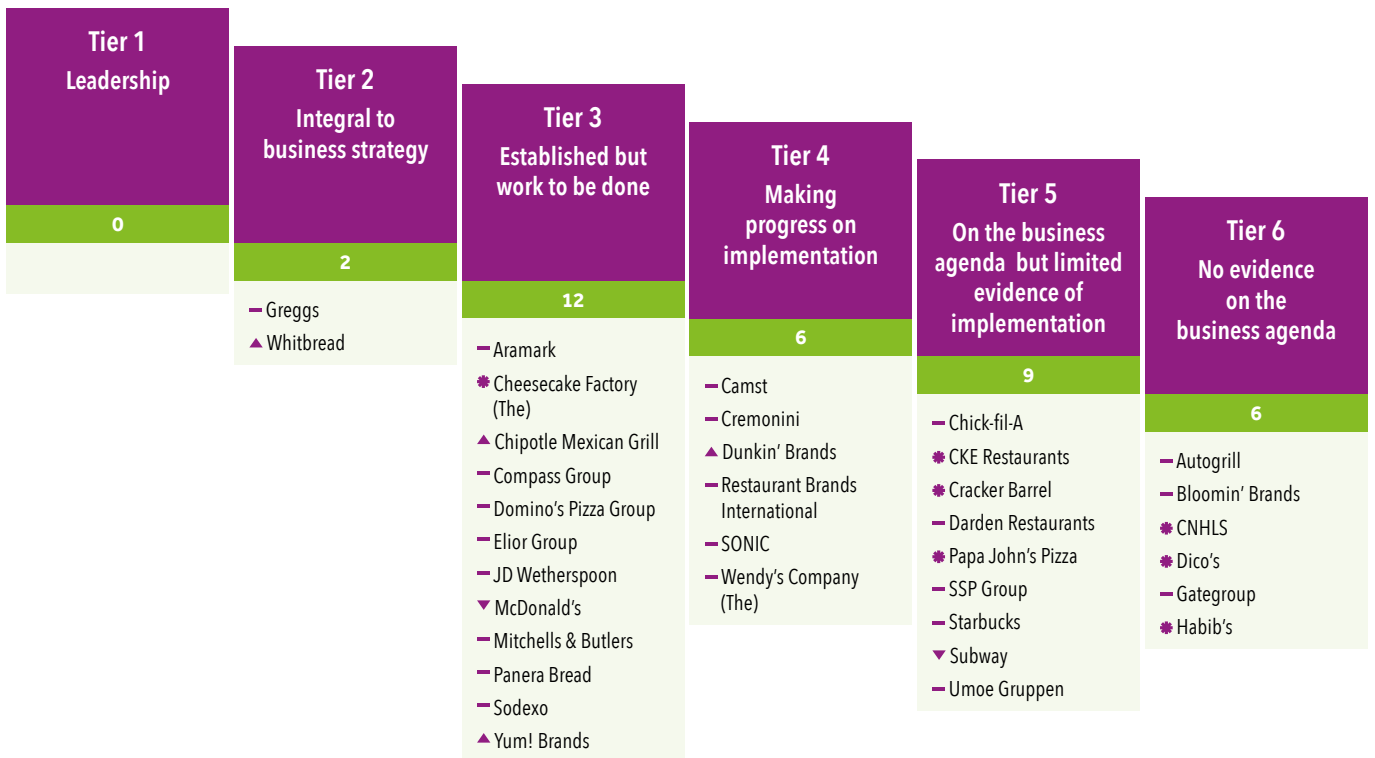 Tier 1
Leadership
0
Tier 2
Integral to
business strategy
2
Greggs
Whitbread
Tier 3
Established but
work to be done
12
Aramark
Cheesecake Factory
(The)
Chipotle Mexican Grill
Compass Group
Domino's Pizza Group
Elior Group
JD Wetherspoon
McDonald's
Mitchells & Butlers
Panera Bread
Sodexo
Yum! Brands
Tier 4
Making
progress on
implementation
6
Camst
Cremonini
Dunkin' Brands
Restaurant Brands
International
SONIC
Wendy's Company
(The)
Tier 5
On the business
agenda but limited
evidence of
implementation
9
Chick-fil-A
CKE Restaurants
Cracker Barrel
Darden Restaurants
Papa John's Pizza
SSP Group
Starbucks
Subway
Umoe Gruppen
Tier 6
No evidence
on the
business agenda
6
Autogrill
Bloomin' Brands
CNHLS
Dico's
Gategroup
Habib's